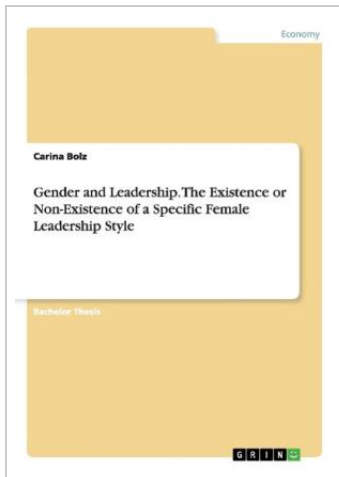 Economy
Carina Bolz
Gender and Leadership. The Existence or
Non-Existence of a Specific Female
Leadership Style
Bachelor Thesis
GRIN